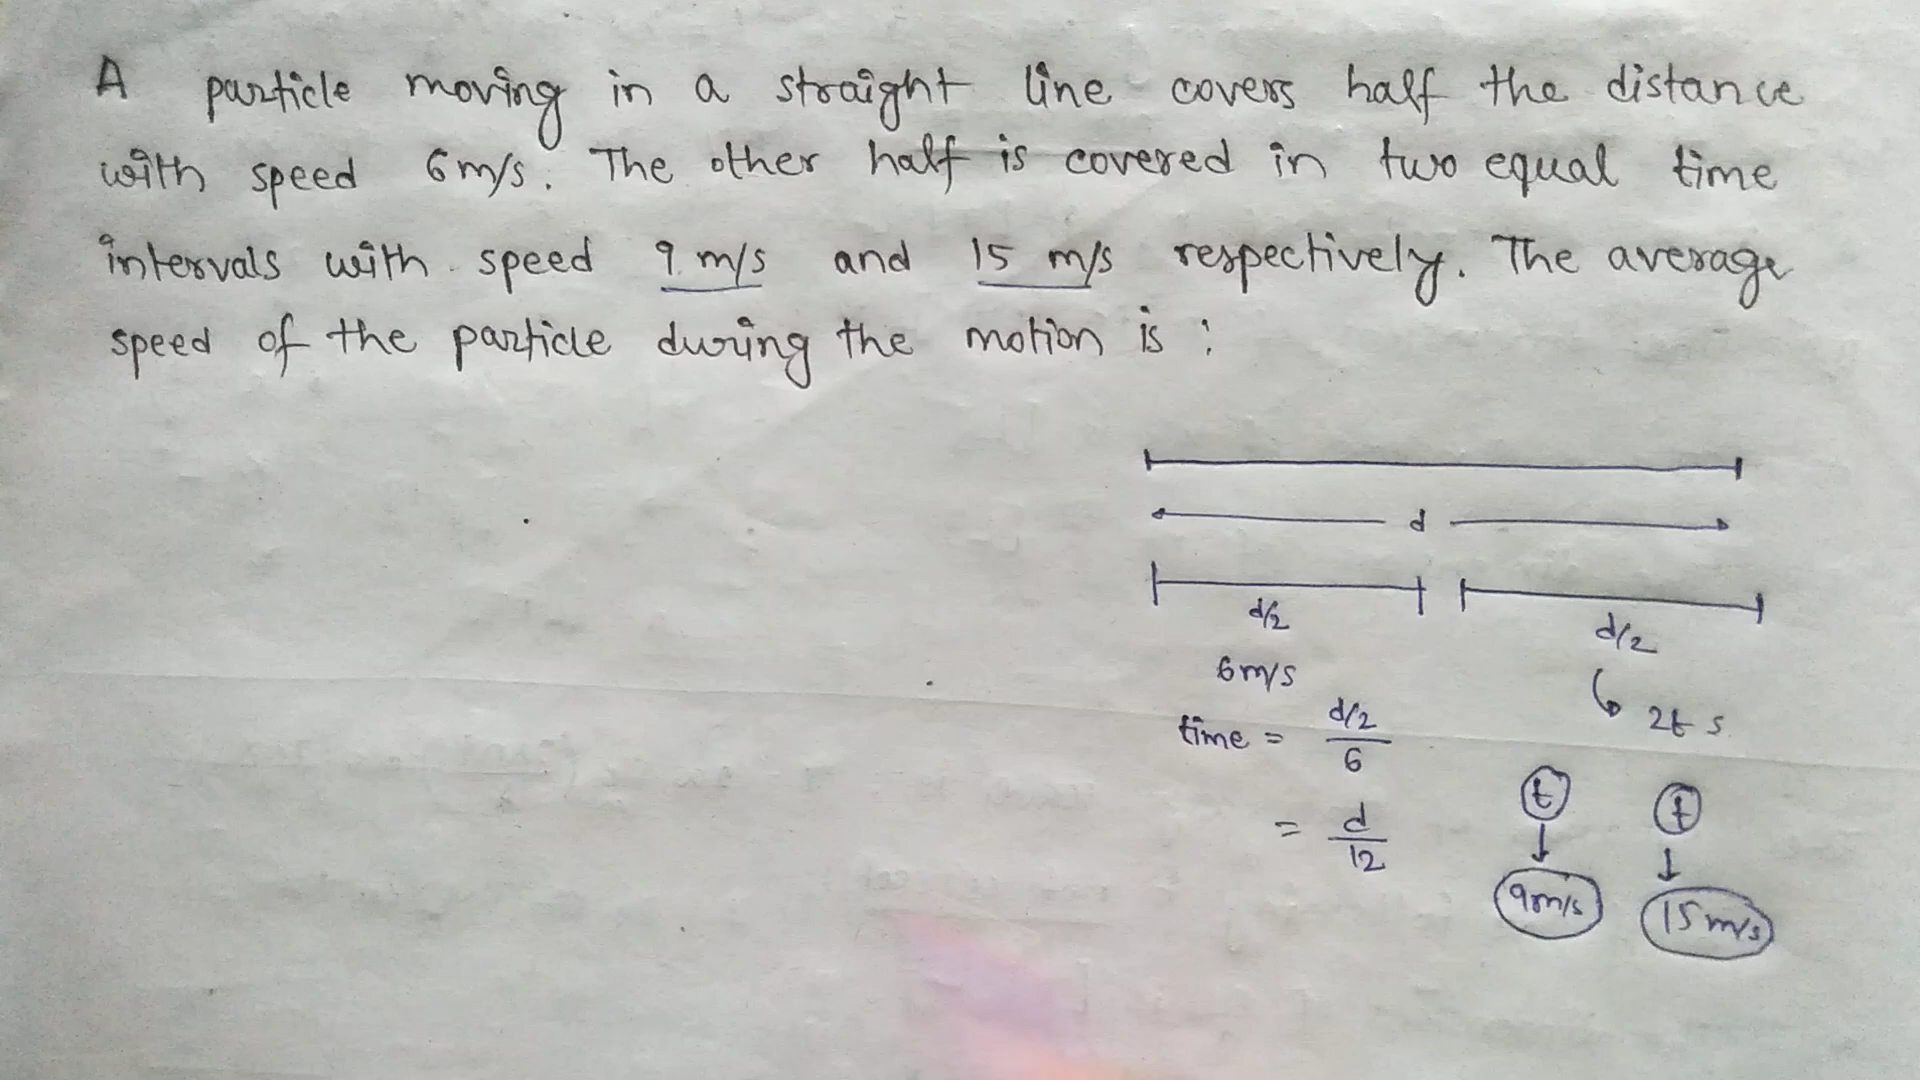 A particle moving in a straight line covers half the distance
with speed 6m/s. The other half is covered in two equal time
intervals with speed 9 m/s and 15 m/s respectively. The average
speed of the particle during the motion is :
d
d/2
d/2
6m/s
2t s
time = d/2 / 6
= d / 12
t t
9m/s 15 m/s